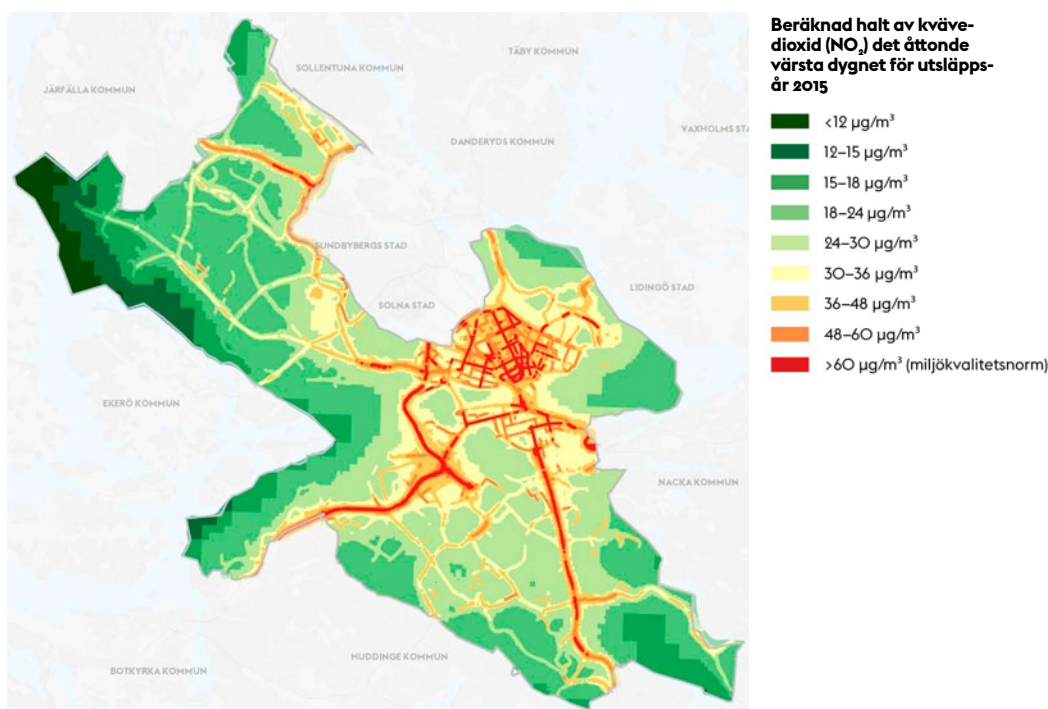 Beräknad halt av kväve-
dioxid (NO₂) det åttonde
värsta dygnet för utsläpps-
år 2015
<12 µg/m³
12–15 µg/m³
15–18 µg/m³
18–24 µg/m³
24–30 µg/m³
30–36 µg/m³
36–48 µg/m³
48–60 µg/m³
>60 µg/m³ (miljökvalitetsnorm)
TÄBY KOMMUN
SOLLENTUNA KOMMUN
JÄRFÄLLA KOMMUN
VAXHOLMS STA
DANDERYDS KOMMUN
SUNDBYBERGS STAD
LIDINGÖ STAD
SOLNA STAD
EKERÖ KOMMUN
NACKA KOMMUN
HUDDINGE KOMMUN
BOTKYRKA KOMMUN